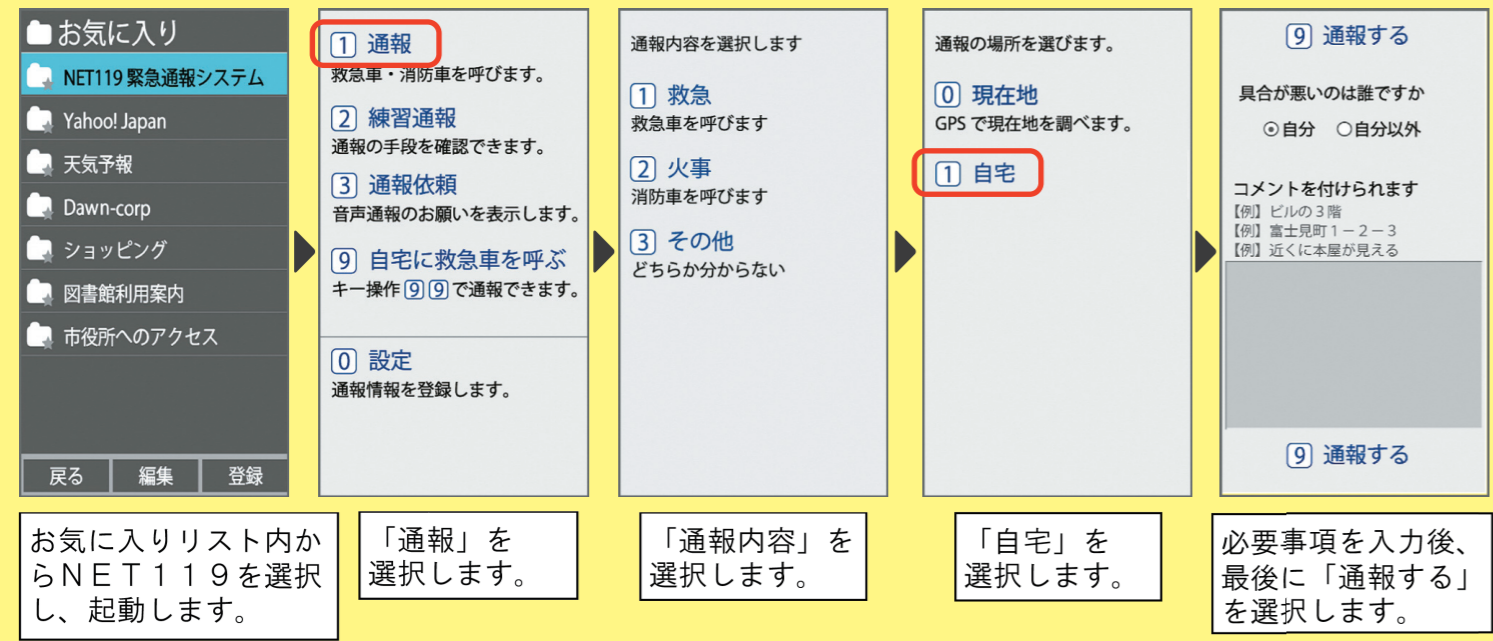 お気に入り
NET119 緊急通報システム
Yahoo! Japan
天気予報
Dawn-corp
ショッピング
図書館利用案内
市役所へのアクセス
戻る 編集 登録
1 通報
救急車・消防車を呼びます。
2 練習通報
通報の手段を確認できます。
3 通報依頼
音声通報のお願いを表示します。
9 自宅に救急車を呼ぶ
キー操作 9 9 で通報できます。
0 設定
通報情報を登録します。
通報内容を選択します
1 救急
救急車を呼びます
2 火事
消防車を呼びます
3 その他
どちらか分からない
通報の場所を選びます。
0 現在地
GPS で現在地を調べます。
1 自宅
9 通報する
具合が悪いのは誰ですか
自分 自分以外
コメントを付けられます
【例】ビルの３階
【例】富士見町１－２－３
【例】近くに本屋が見える
9 通報する
お気に入りリスト内か
らＮＥＴ１１９を選択
し、起動します。
「通報」を
選択します。
「通報内容」を
選択します。
「自宅」を
選択します。
必要事項を入力後、
最後に「通報する」
を選択します。